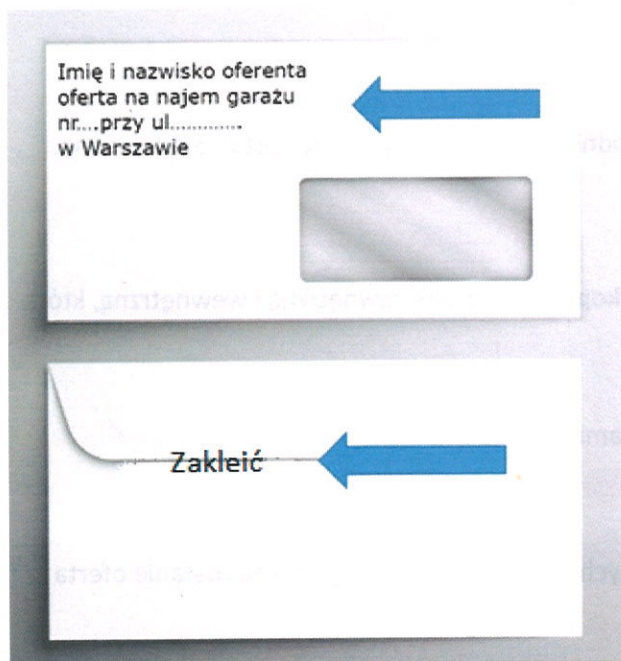 Imię i nazwisko oferenta
oferta na najem garażu
nr....przy ul.............
w Warszawie
Zakleić